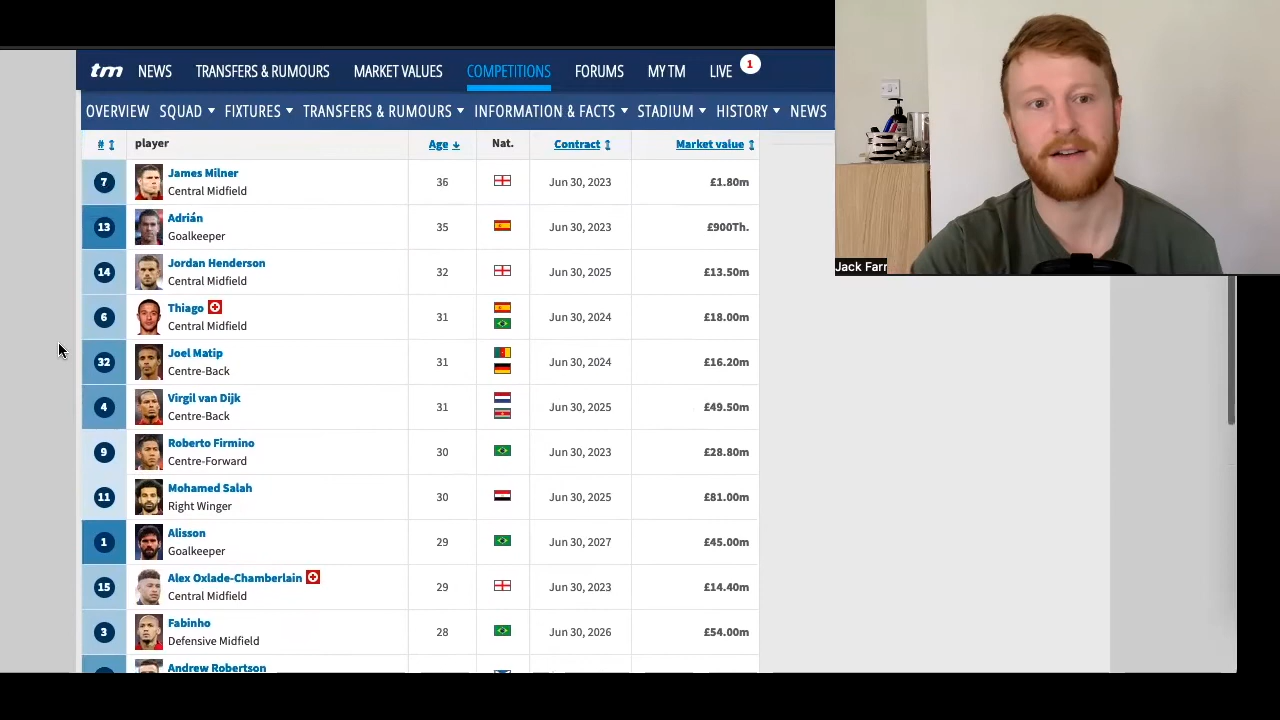 tm NEWS TRANSFERS & RUMOURS MARKET VALUES COMPETITIONS FORUMS MY TM LIVE 1
OVERVIEW SQUAD FIXTURES TRANSFERS & RUMOURS INFORMATION & FACTS STADIUM HISTORY NEWS
# player Age Nat. Contract Market value
7 James Milner 36 Jun 30, 2023 £1.80m
Central Midfield
13 Adrián 35 Jun 30, 2023 £900Th.
Goalkeeper
14 Jordan Henderson 32 Jun 30, 2025 £13.50m
Central Midfield
6 Thiago 31 Jun 30, 2024 £18.00m
Central Midfield
32 Joel Matip 31 Jun 30, 2024 £16.20m
Centre-Back
4 Virgil van Dijk 31 Jun 30, 2025 £49.50m
Centre-Back
9 Roberto Firmino 30 Jun 30, 2023 £28.80m
Centre-Forward
11 Mohamed Salah 30 Jun 30, 2025 £81.00m
Right Winger
1 Alisson 29 Jun 30, 2027 £45.00m
Goalkeeper
15 Alex Oxlade-Chamberlain 29 Jun 30, 2023 £14.40m
Central Midfield
3 Fabinho 28 Jun 30, 2026 £54.00m
Defensive Midfield
Andrew Robertson
Jack Farr